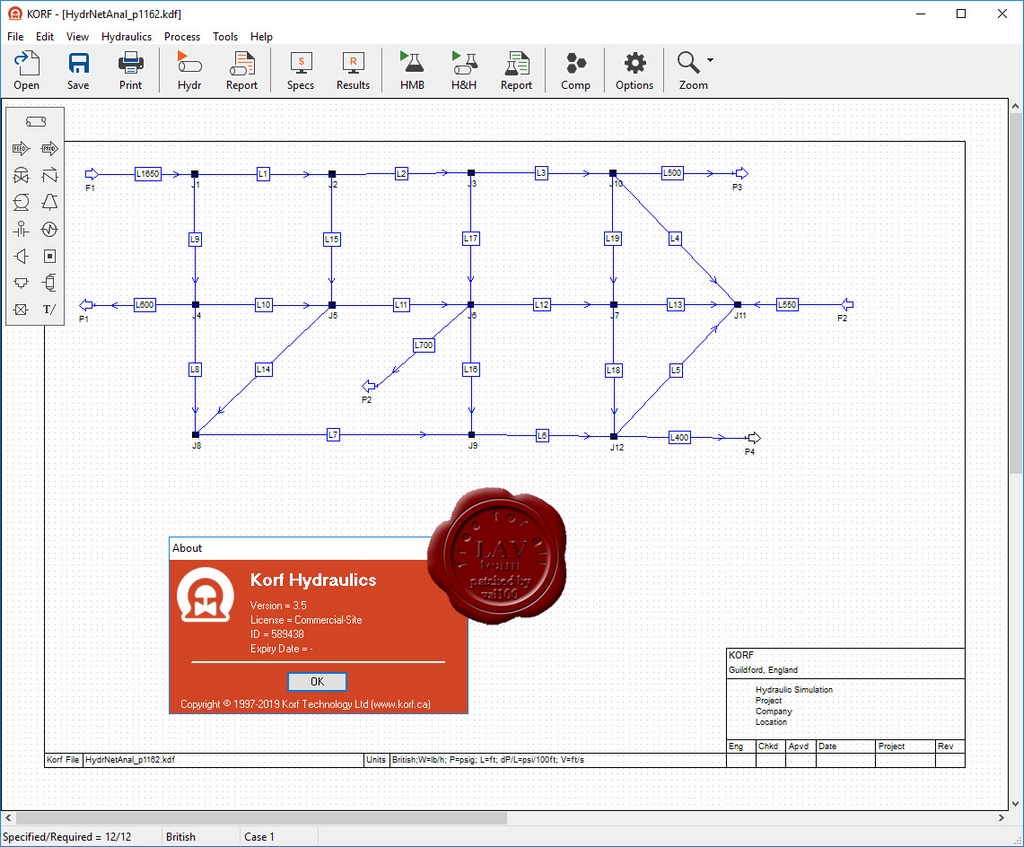 KORF - [HydrNetAnal_p1162.kdf]
File Edit View Hydraulics Process Tools Help
Open Save Print Hydr Report Specs Results HMB H&H Report Comp Options Zoom
S R
FEED PROD
T/
L1650 L1 L2 L3 L500
F1 J1 J2 J3 J10 P3
L9 L15 L17 L19 L4
L600 L10 L11 L12 L13 L550
P1 J4 J5 J6 J7 J11 F2
L700
L8 L14 L16 L18 L5
P2
L7 L6 L400
J8 J9 J12 P4
About
Korf Hydraulics
Version = 3.5
License = Commercial-Site
ID = 589438
Expiry Date = -
OK
Copyright © 1997-2019 Korf Technology Ltd (www.korf.ca)
free for all
LAV
team
patched by
val100
KORF
Guildford, England
Hydraulic Simulation
Project
Company
Location
Eng Chkd Apvd Date Project Rev
Korf File HydrNetAnal_p1162.kdf Units British;W=lb/h; P=psig; L=ft; dP/L=psi/100ft; V=ft/s
Specified/Required = 12/12 British Case 1